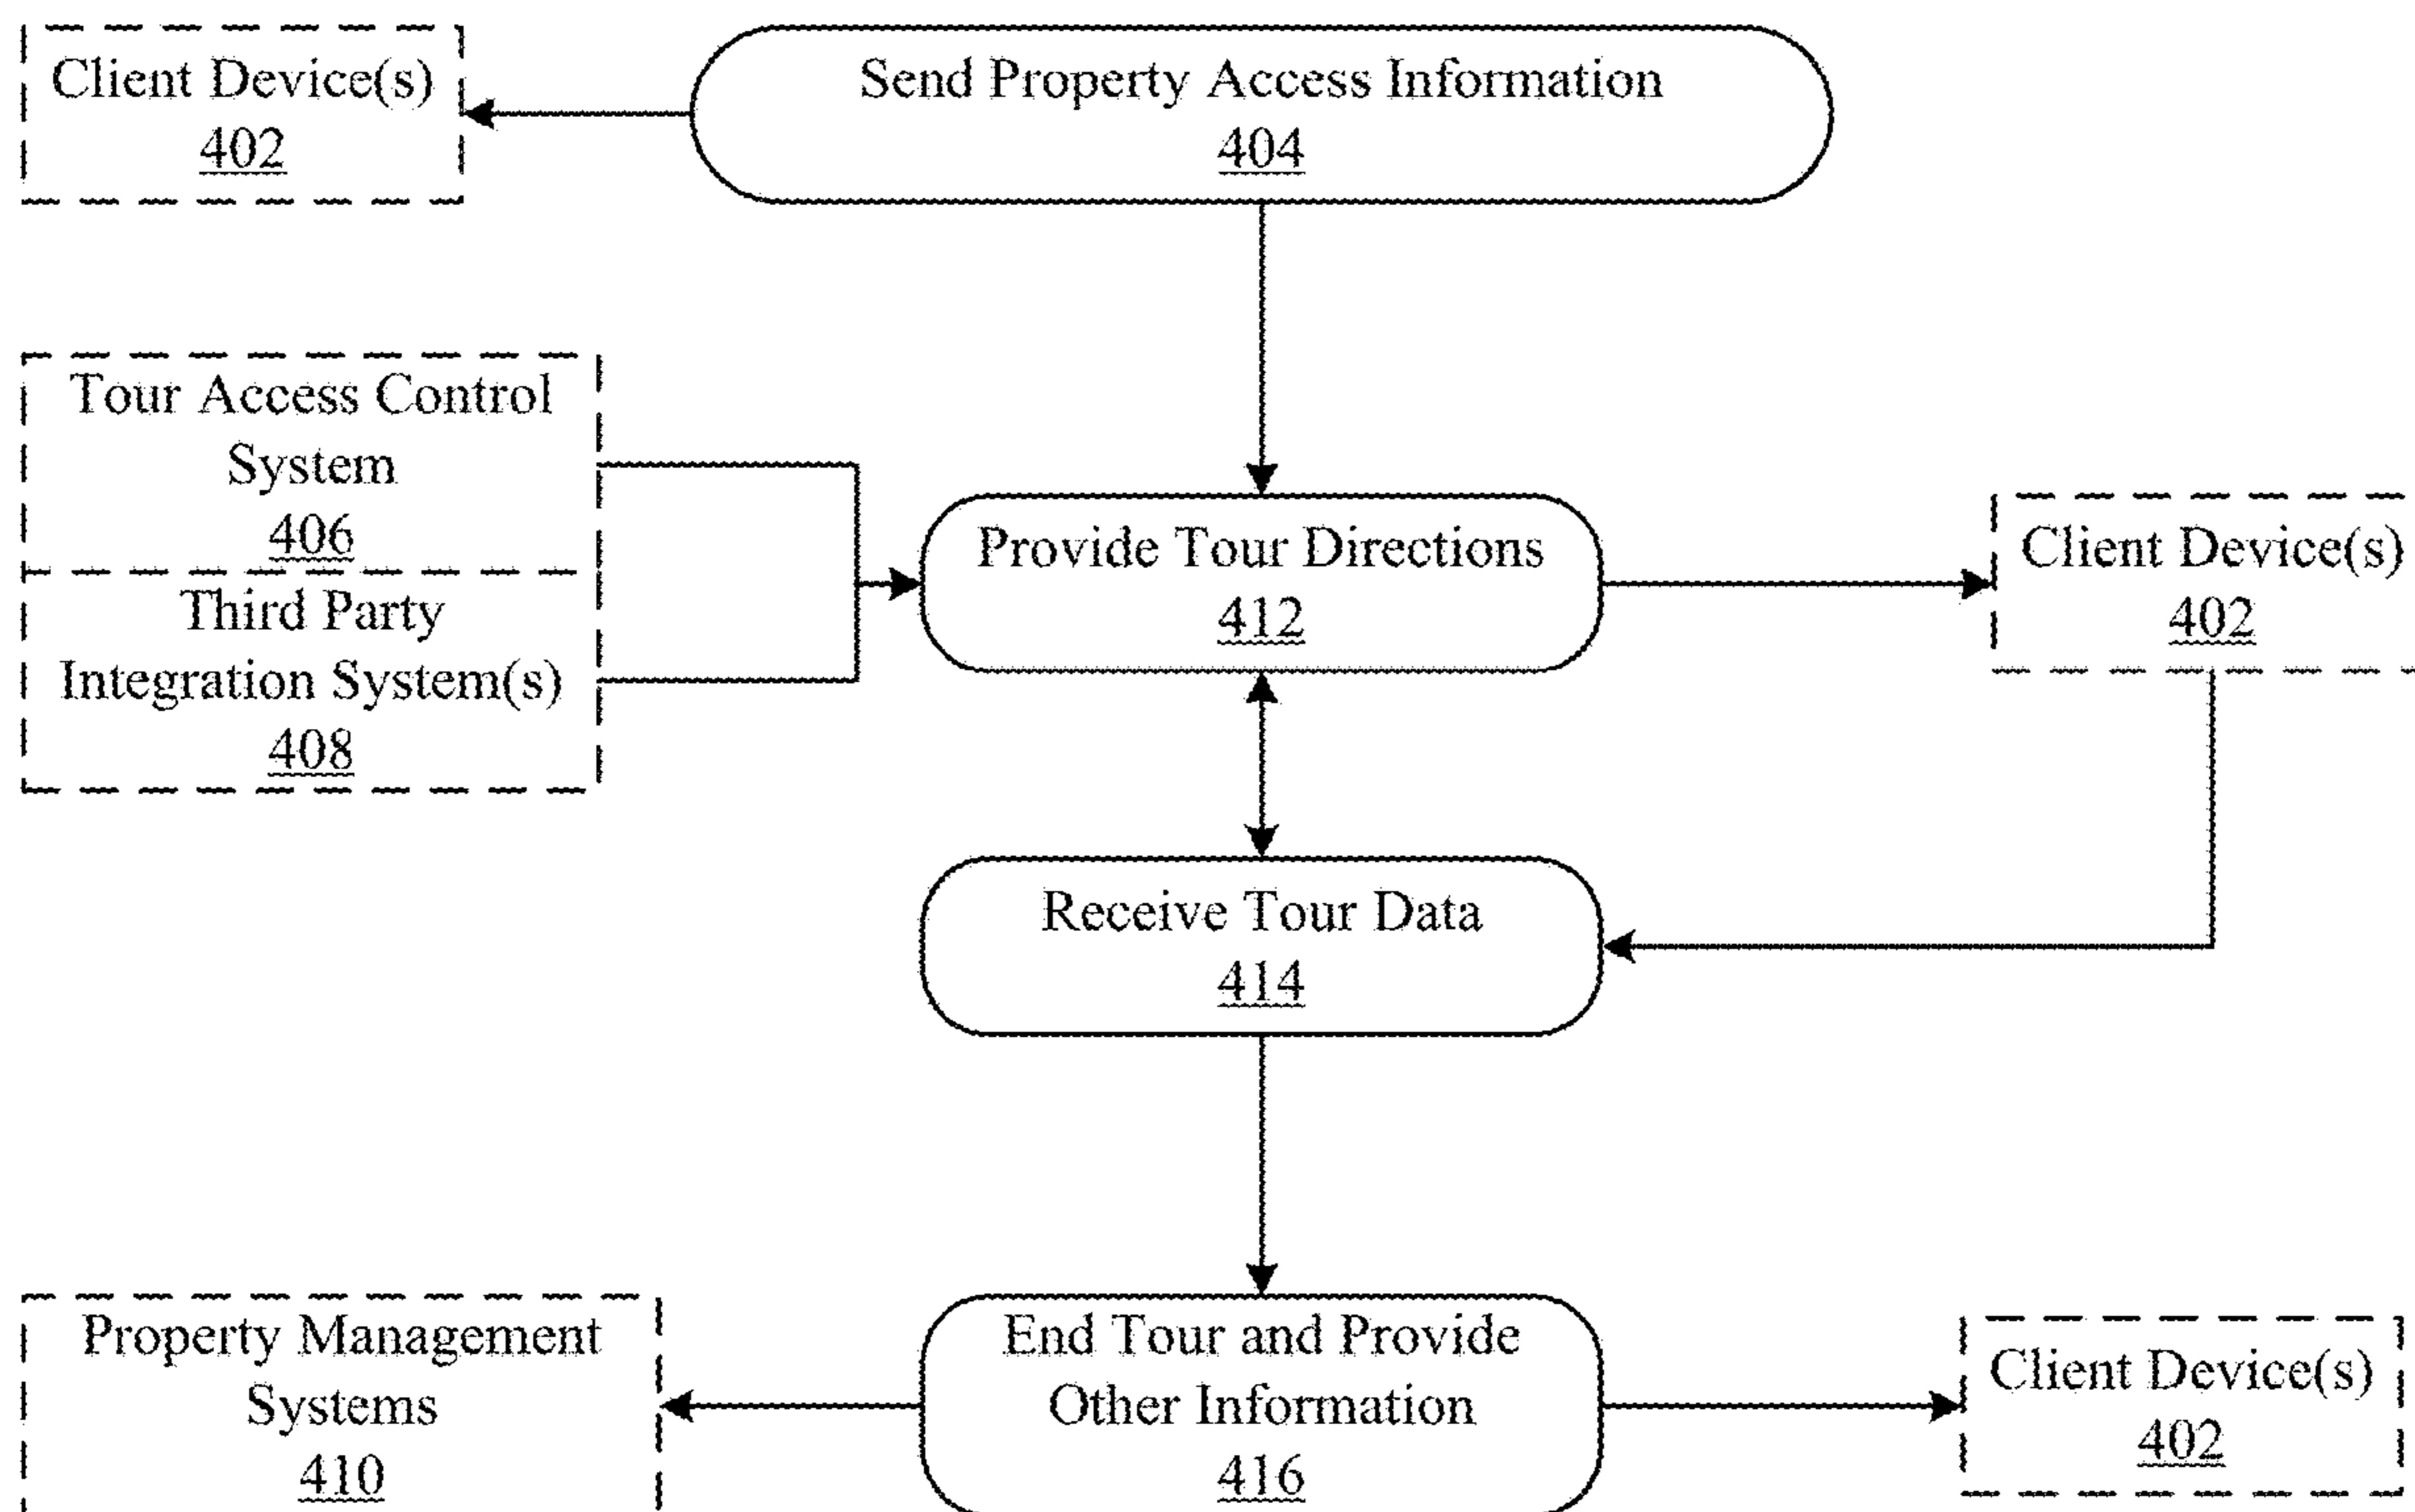 Client Device(s)
402
Send Property Access Information
404
Tour Access Control
System
406
Third Party
Integration System(s)
408
Provide Tour Directions
412
Client Device(s)
402
Receive Tour Data
414
Property Management
Systems
410
End Tour and Provide
Other Information
416
Client Device(s)
402